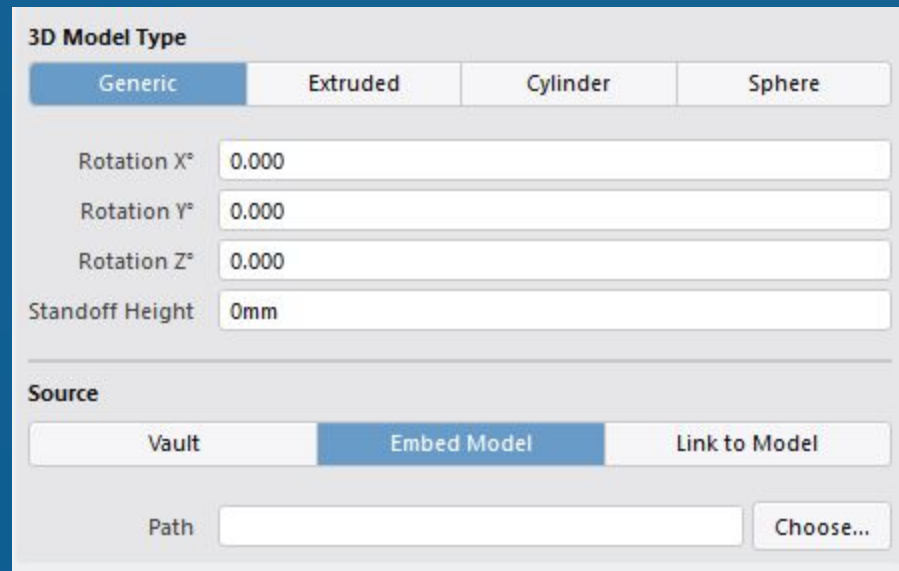 3D Model Type
Generic Extruded Cylinder Sphere
Rotation X° 0.000
Rotation Y° 0.000
Rotation Z° 0.000
Standoff Height 0mm
Source
Vault Embed Model Link to Model
Path Choose...